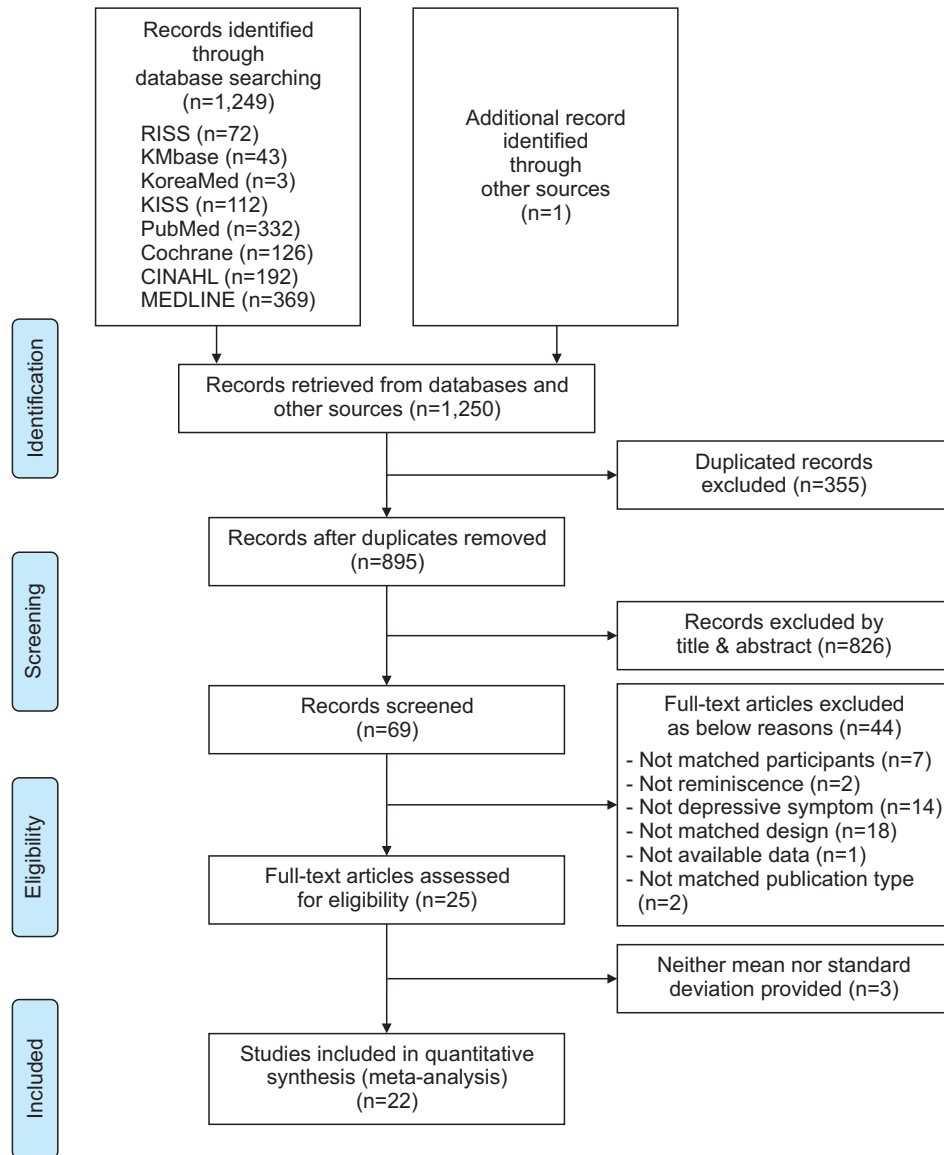 Records identified
through
database searching
(n=1,249)
RISS (n=72)
KMbase (n=43)
KoreaMed (n=3)
KISS (n=112)
PubMed (n=332)
Cochrane (n=126)
CINAHL (n=192)
MEDLINE (n=369)
Additional record
identified
through
other sources
(n=1)
Identification
Records retrieved from databases and
other sources (n=1,250)
Duplicated records
excluded (n=355)
Records after duplicates removed
(n=895)
Screening
Records excluded by
title & abstract (n=826)
Records screened
(n=69)
Full-text articles excluded
as below reasons (n=44)
- Not matched participants (n=7)
- Not reminiscence (n=2)
- Not depressive symptom (n=14)
- Not matched design (n=18)
- Not available data (n=1)
- Not matched publication type
(n=2)
Eligibility
Full-text articles assessed
for eligibility (n=25)
Neither mean nor standard
deviation provided (n=3)
Included
Studies included in quantitative
synthesis (meta-analysis)
(n=22)